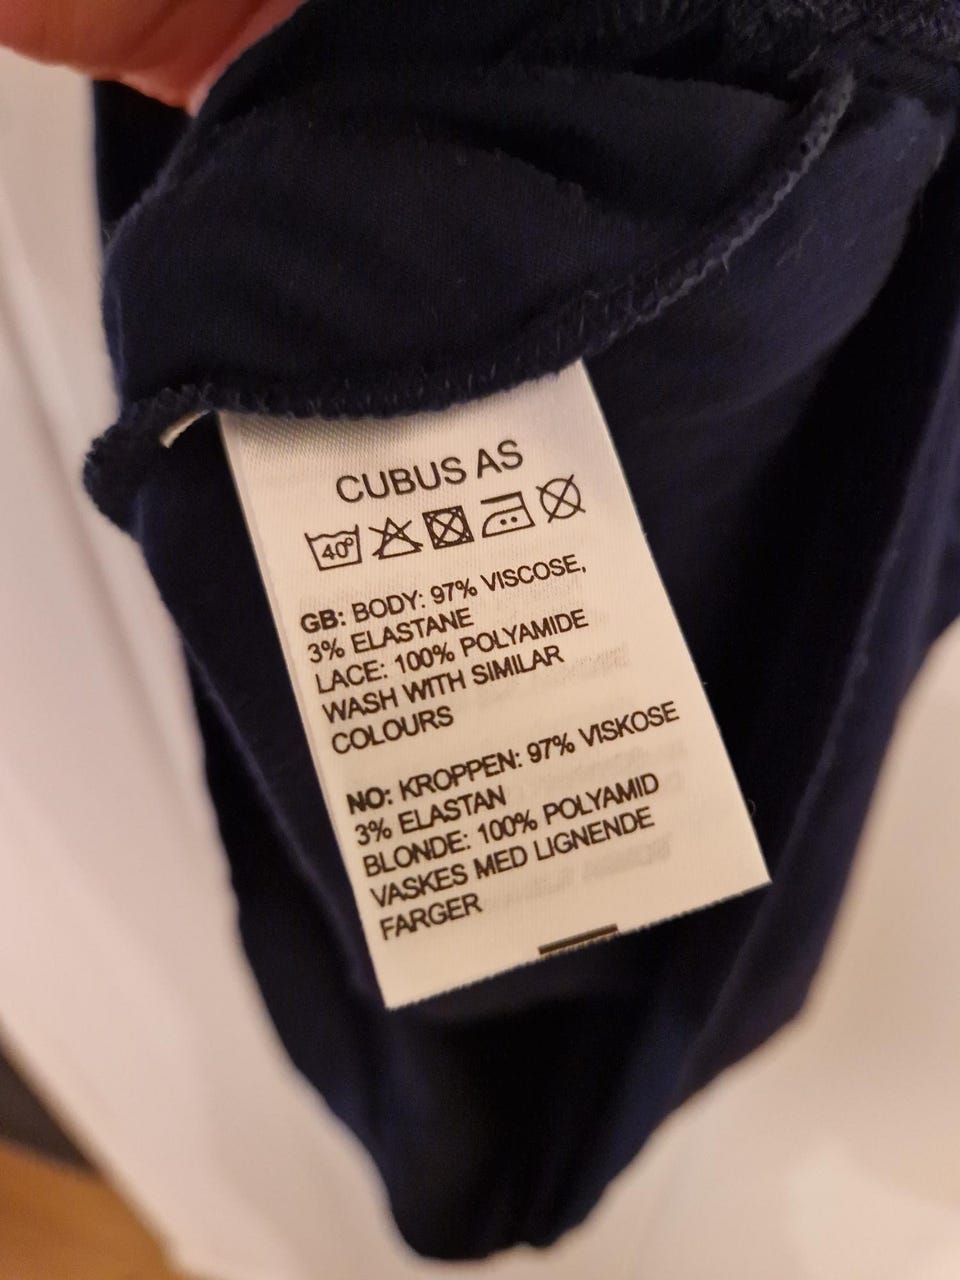 CUBUS AS
40°
GB: BODY: 97% VISCOSE,
3% ELASTANE
LACE: 100% POLYAMIDE
WASH WITH SIMILAR
COLOURS
NO: KROPPEN: 97% VISKOSE
3% ELASTAN
BLONDE: 100% POLYAMID
VASKES MED LIGNENDE
FARGER